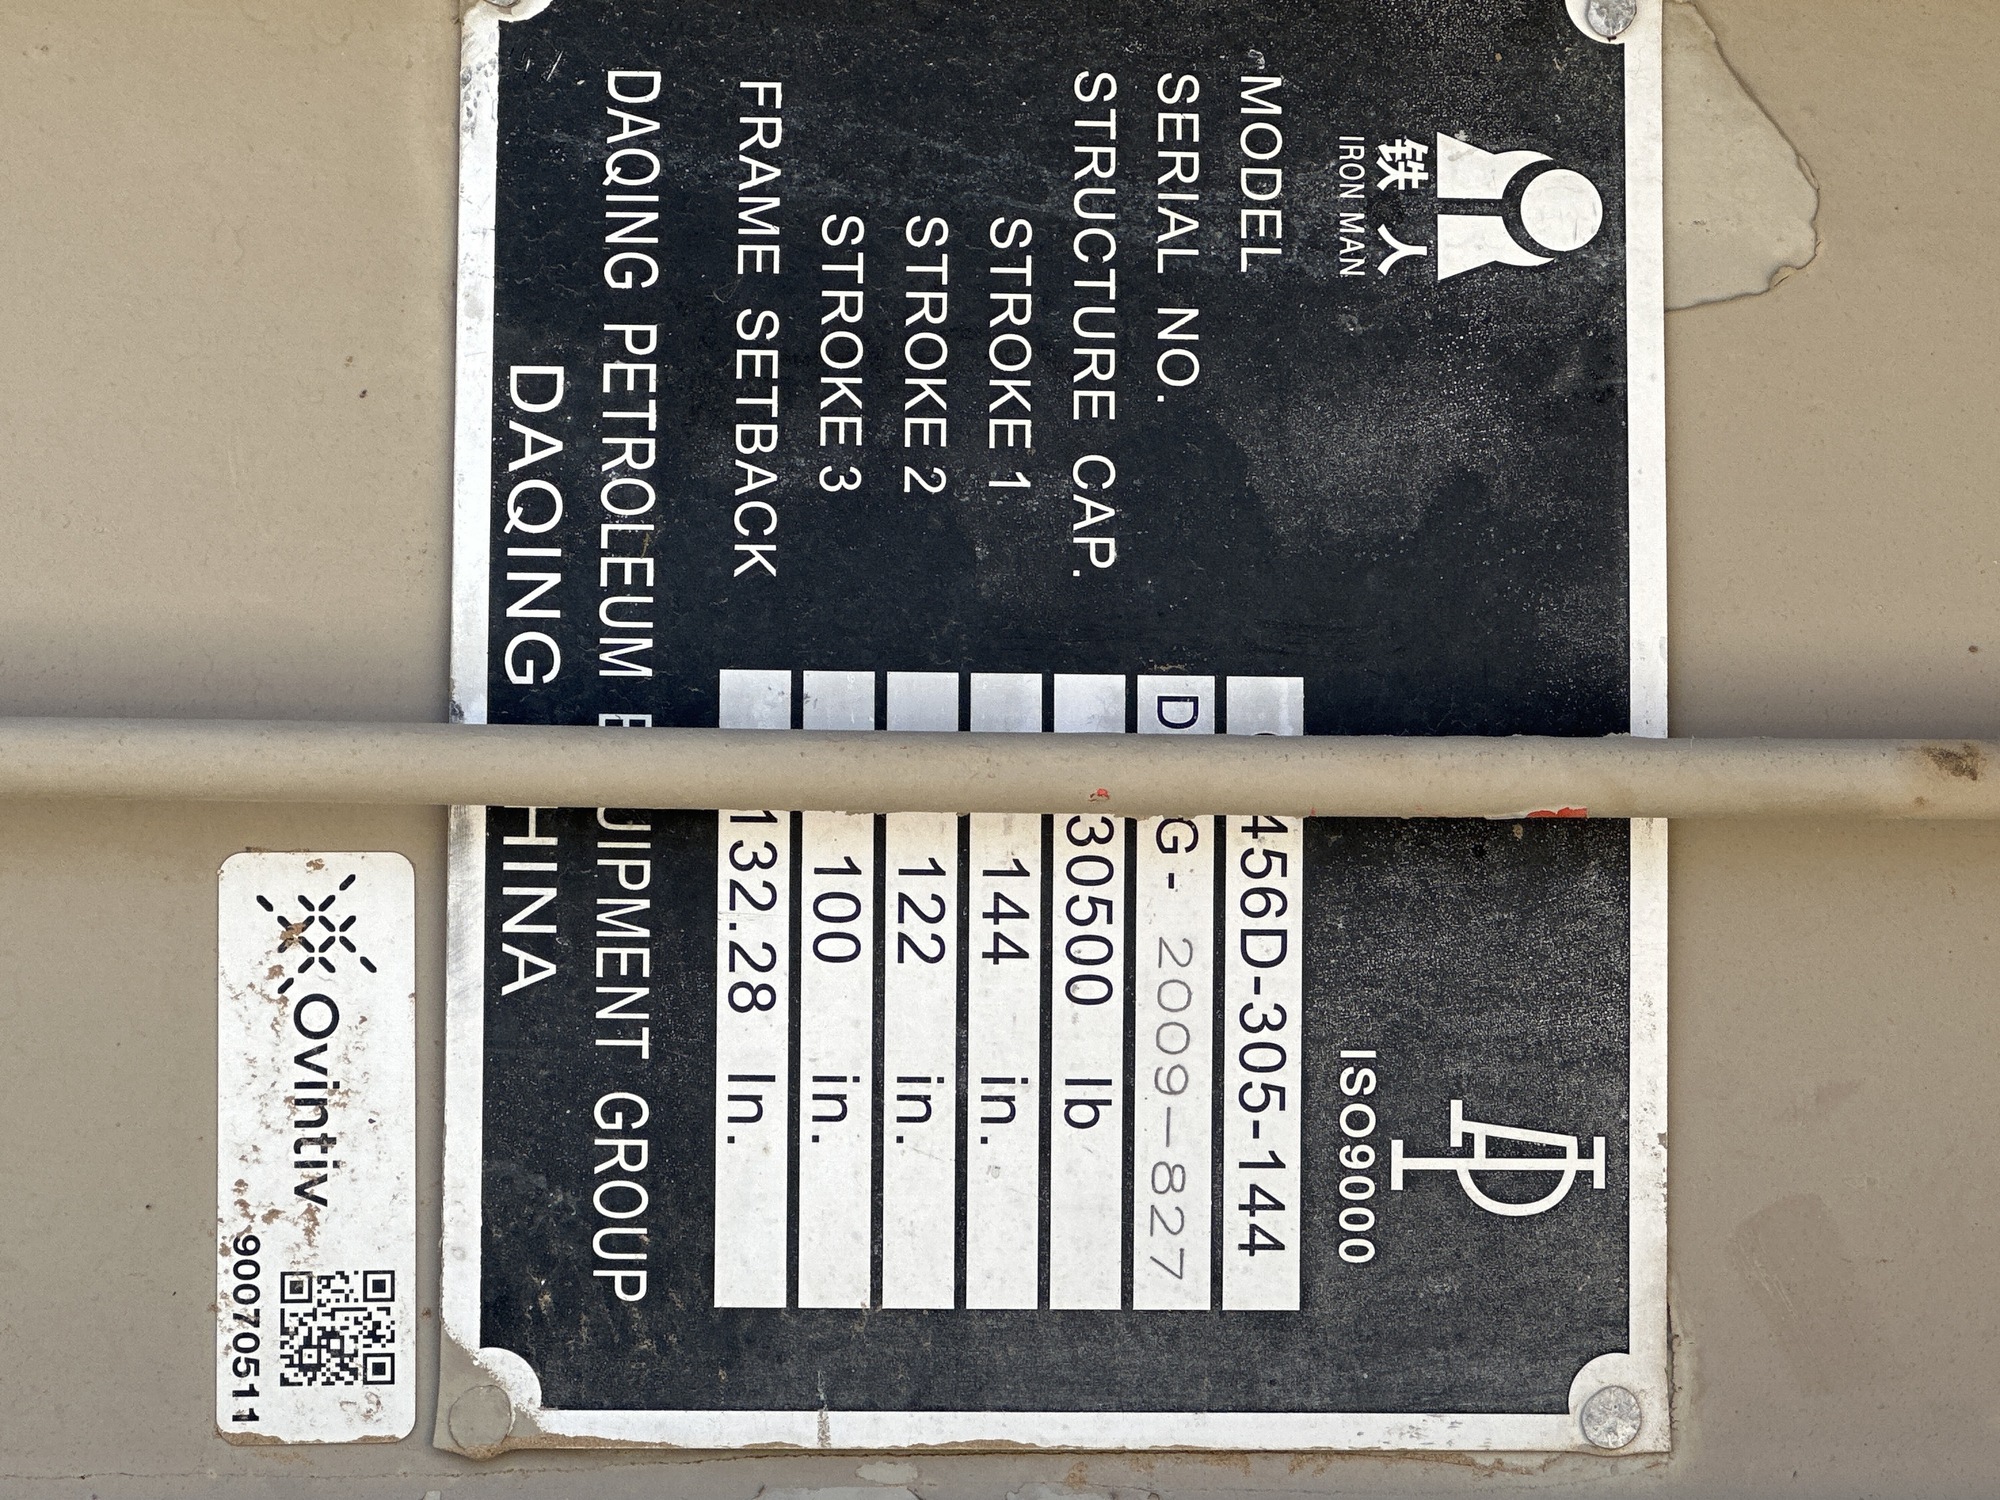 铁人
IRON MAN
ISO9000
MODEL 456D-305-144
SERIAL NO. D G- 2009-827
STRUCTURE CAP. 30500 lb
STROKE 1 144 in.
STROKE 2 122 in.
STROKE 3 100 in.
FRAME SETBACK 132.28 In.
DAQING PETROLEUM E UIPMENT GROUP
DAQING HINA
Ovintiv
90070511